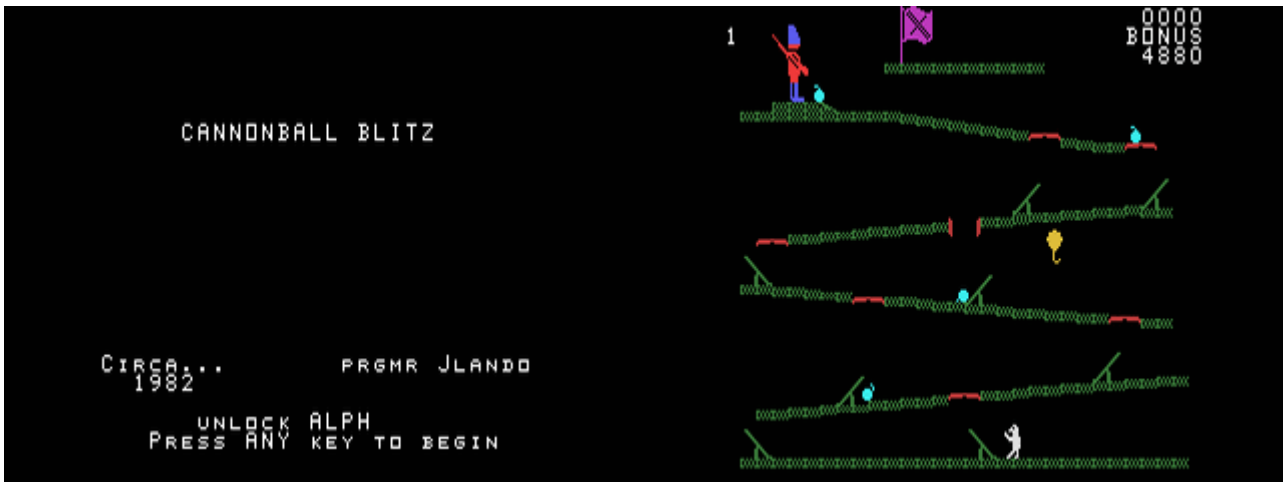 CANNONBALL BLITZ
CIRCA...
PRGMR JLANDO
1982
UNLOCK ALPH
PRESS ANY KEY TO BEGIN
1
0000
BONUS
4880